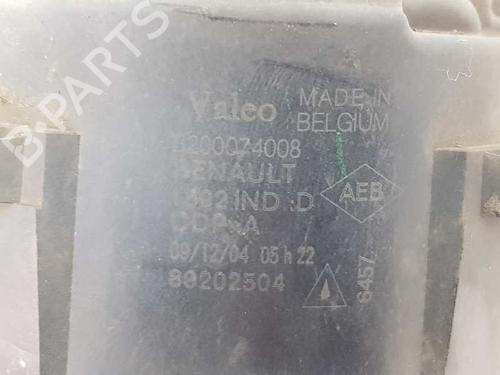 Valeo
MADE IN
BELGIUM
8200074008
RENAULT
IND :D
AEB
09/12/04 05 h 22
89202504
6457
B-PARTS